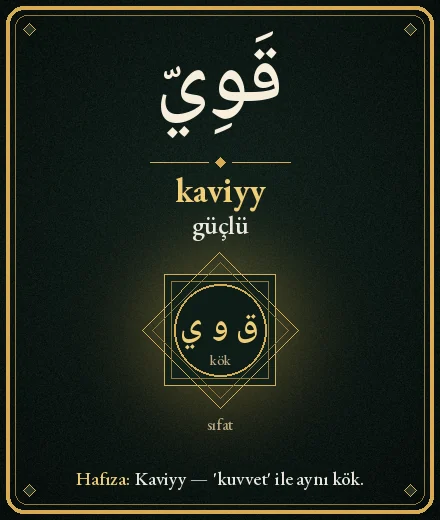 قَوِيّ
kaviyy
güçlü
ق و ي
kök
sıfat
Hafıza: Kaviyy — 'kuvvet' ile aynı kök.